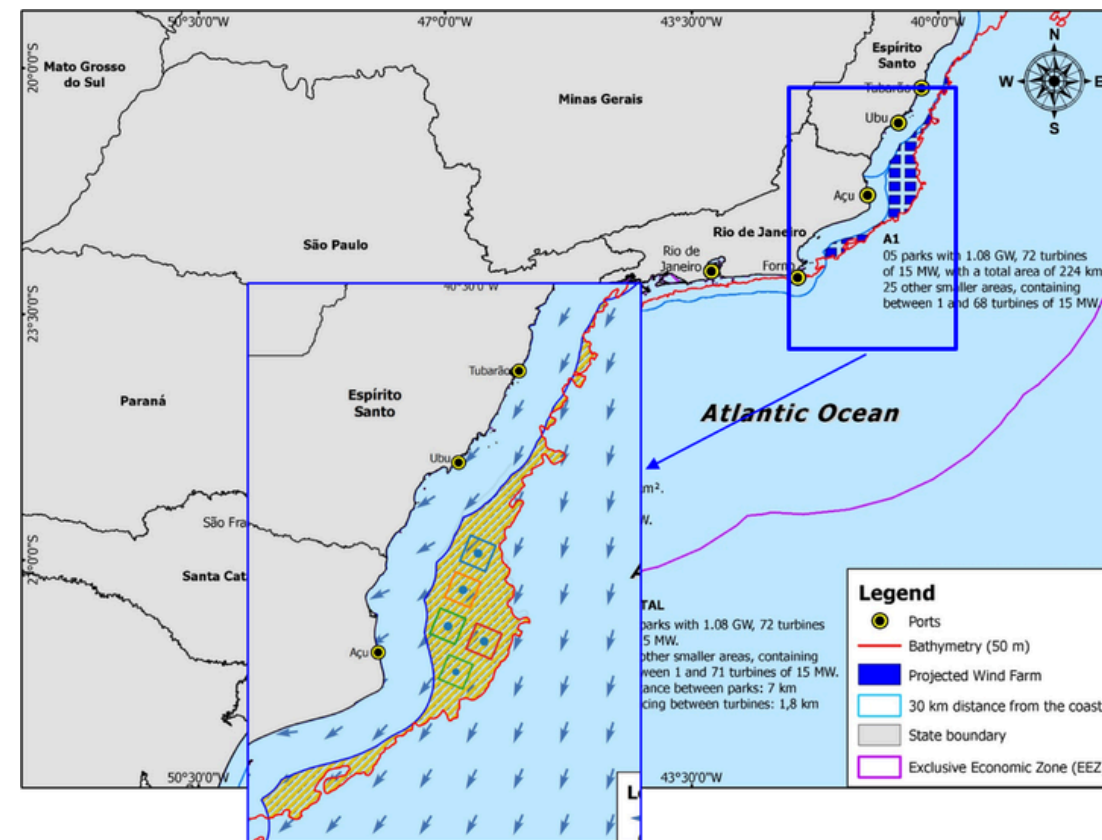 50°30'0"W
47°0'0"W
43°30'0"W
40°0'0"W
20°0'0"S
Mato Grosso
do Sul
Minas Gerais
Espírito
Santo
Tubarão
Ubu
Açu
N
W
E
S
São Paulo
Rio de Janeiro
Rio de
Janeiro
Forno
A1
05 parks with 1.08 GW, 72 turbines
of 15 MW, with a total area of 224 km
25 other smaller areas, containing
between 1 and 68 turbines of 15 MW.
23°30'0"S
Paraná
Atlantic Ocean
Tubarão
Espírito
Santo
Ubu
m².
W.
São Fra
27°0'0"S
Santa Cat
Açu
TAL
parks with 1.08 GW, 72 turbines
5 MW.
other smaller areas, containing
ween 1 and 71 turbines of 15 MW.
tance between parks: 7 km
cing between turbines: 1,8 km
Legend
Ports
Bathymetry (50 m)
Projected Wind Farm
30 km distance from the coast
State boundary
Exclusive Economic Zone (EEZ
50°30'0"W
43°30'0"W